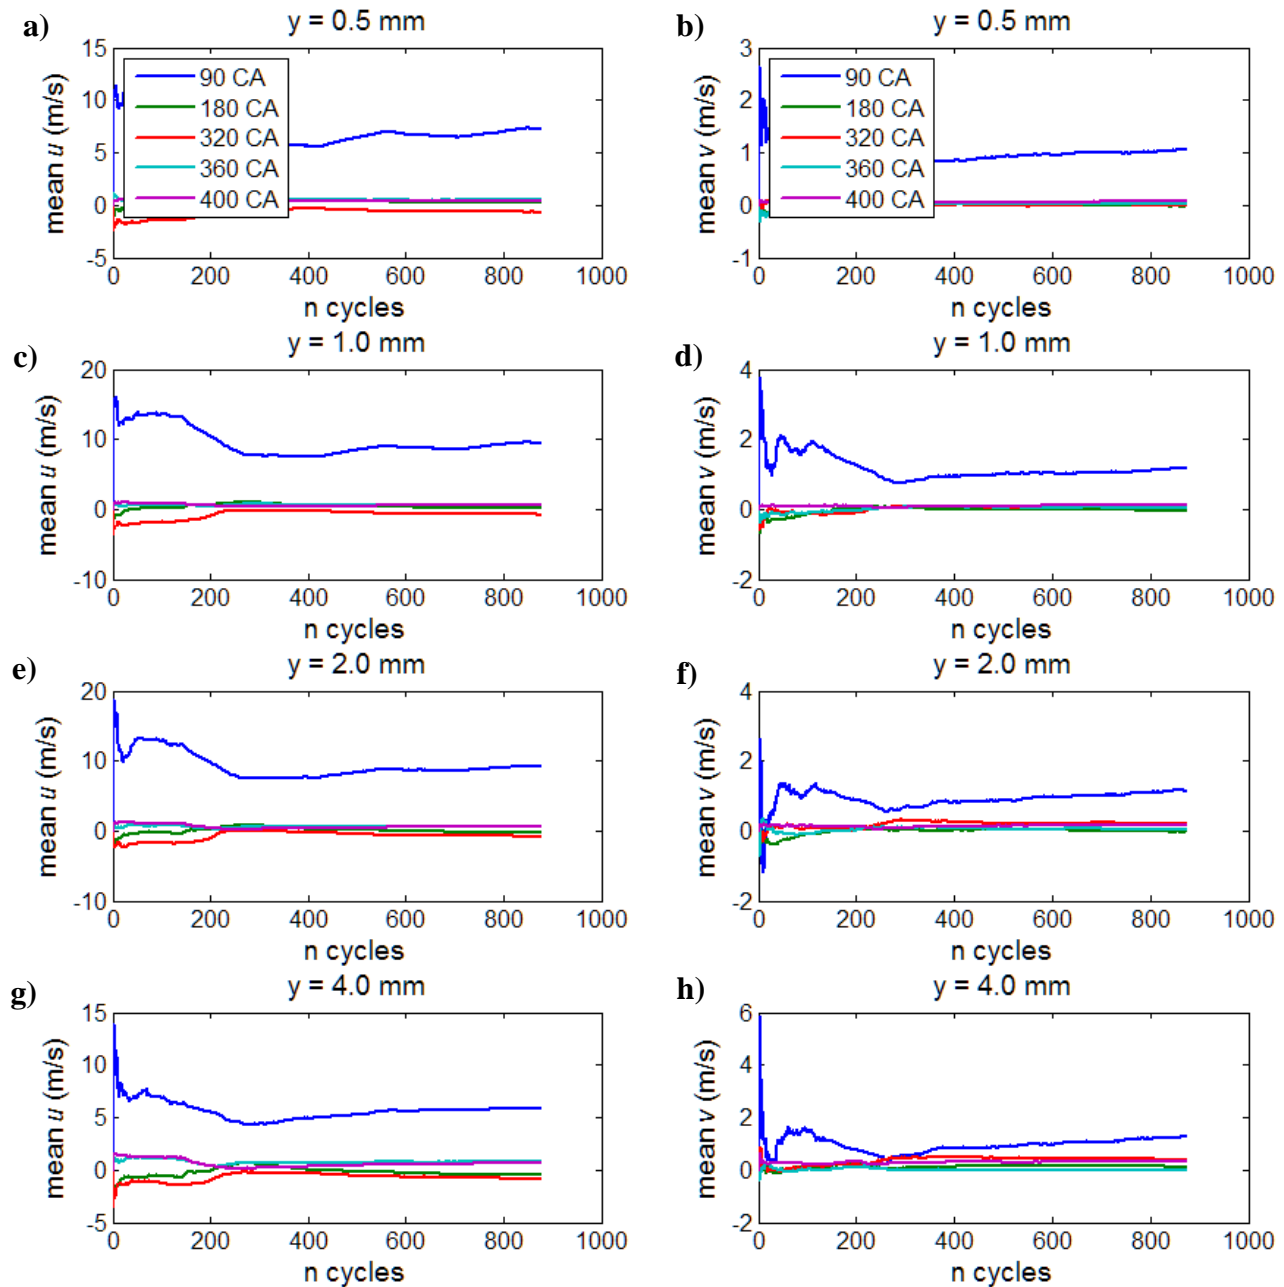 a)
y = 0.5 mm
mean u (m/s)
15
10
5
0
-5
90 CA
180 CA
320 CA
360 CA
400 CA
0 200 400 600 800 1000
n cycles
b)
y = 0.5 mm
mean v (m/s)
3
2
1
0
-1
90 CA
180 CA
320 CA
360 CA
400 CA
0 200 400 600 800 1000
n cycles
c)
y = 1.0 mm
mean u (m/s)
20
10
0
-10
0 200 400 600 800 1000
n cycles
d)
y = 1.0 mm
mean v (m/s)
4
2
0
-2
0 200 400 600 800 1000
n cycles
e)
y = 2.0 mm
mean u (m/s)
20
10
0
-10
0 200 400 600 800 1000
n cycles
f)
y = 2.0 mm
mean v (m/s)
4
2
0
-2
0 200 400 600 800 1000
n cycles
g)
y = 4.0 mm
mean u (m/s)
15
10
5
0
-5
0 200 400 600 800 1000
n cycles
h)
y = 4.0 mm
mean v (m/s)
6
4
2
0
-2
0 200 400 600 800 1000
n cycles